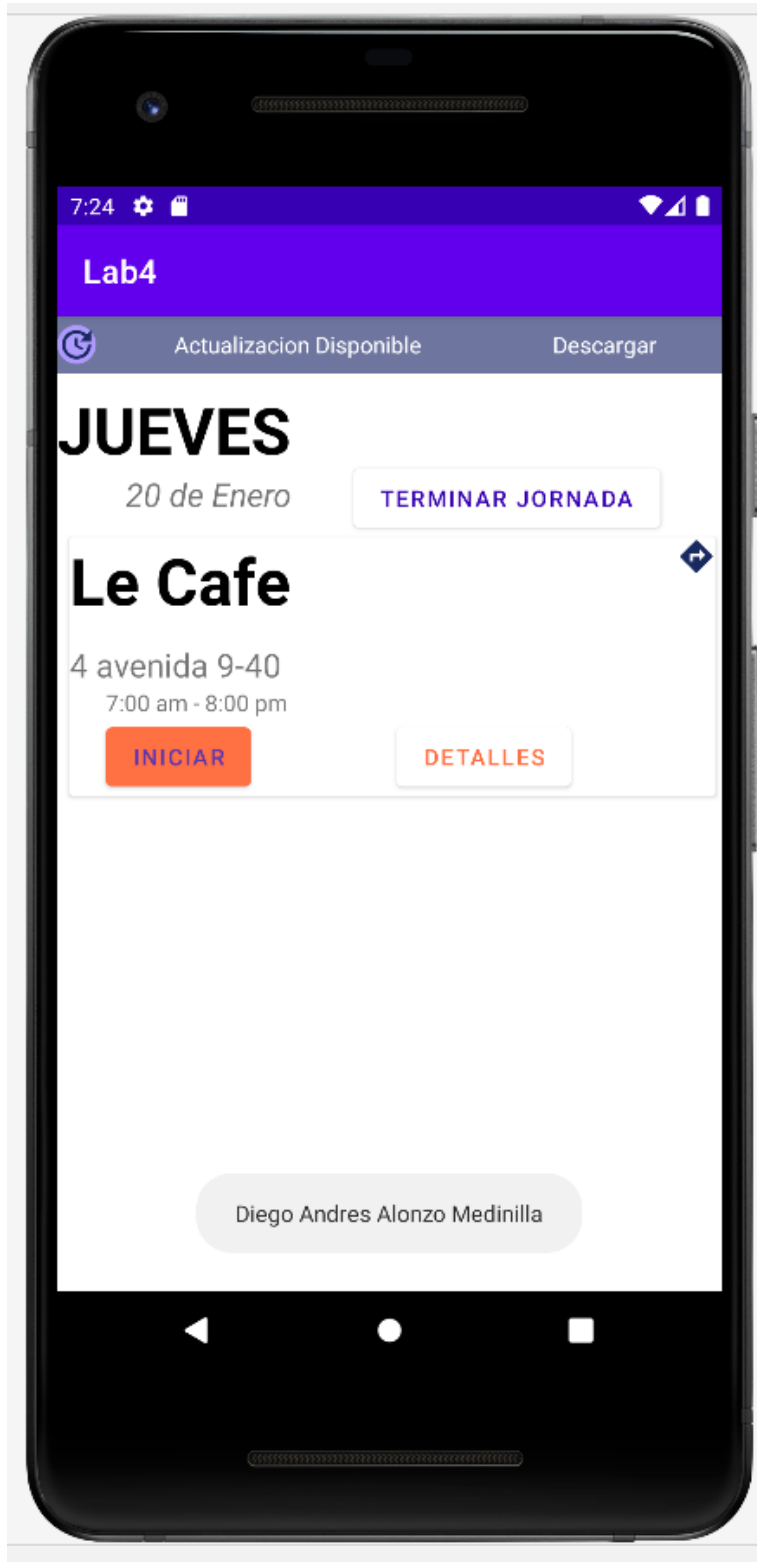 7:24
Lab4
Actualizacion Disponible Descargar
JUEVES
20 de Enero TERMINAR JORNADA
Le Cafe
4 avenida 9-40
7:00 am - 8:00 pm
INICIAR DETALLES
Diego Andres Alonzo Medinilla